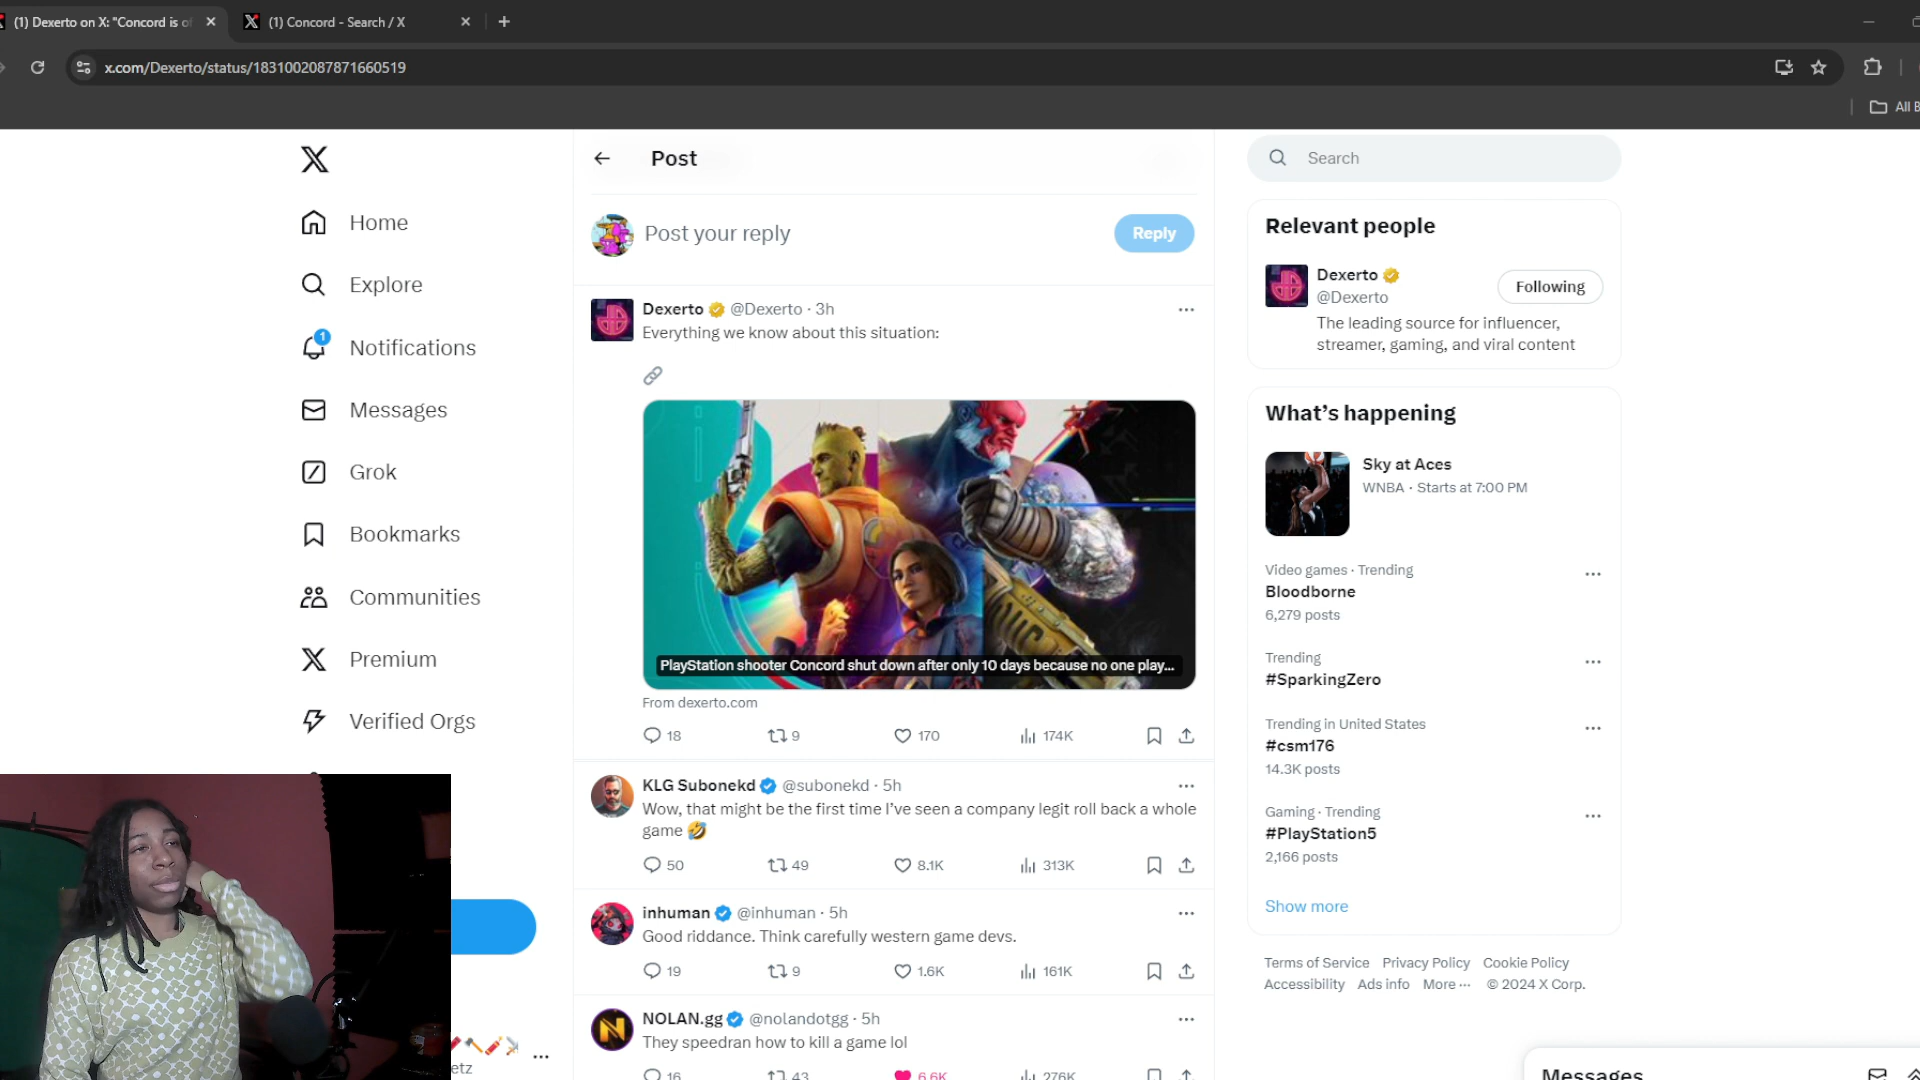 (1) Dexerto on X: "Concord is o
(1) Concord - Search / X
x.com/Dexerto/status/1831002087871660519
All B
Home
Explore
1
Notifications
Messages
Grok
Bookmarks
Communities
Premium
Verified Orgs
etz
Post
Post your reply
Reply
Dexerto @Dexerto · 3h
Everything we know about this situation:
PlayStation shooter Concord shut down after only 10 days because no one play...
From dexerto.com
18 9 170 174K
KLG Subonekd @subonekd · 5h
Wow, that might be the first time I've seen a company legit roll back a whole
game 🤣
50 49 8.1K 313K
inhuman @inhuman · 5h
Good riddance. Think carefully western game devs.
19 9 1.6K 161K
NOLAN.gg @nolandotgg · 5h
They speedran how to kill a game lol
16 43 6.6K 276K
Search
Relevant people
Dexerto
@Dexerto
Following
The leading source for influencer,
streamer, gaming, and viral content
What's happening
Sky at Aces
WNBA · Starts at 7:00 PM
Video games · Trending
Bloodborne
6,279 posts
Trending
#SparkingZero
Trending in United States
#csm176
14.3K posts
Gaming · Trending
#PlayStation5
2,166 posts
Show more
Terms of Service Privacy Policy Cookie Policy
Accessibility Ads info More ··· © 2024 X Corp.
Messages